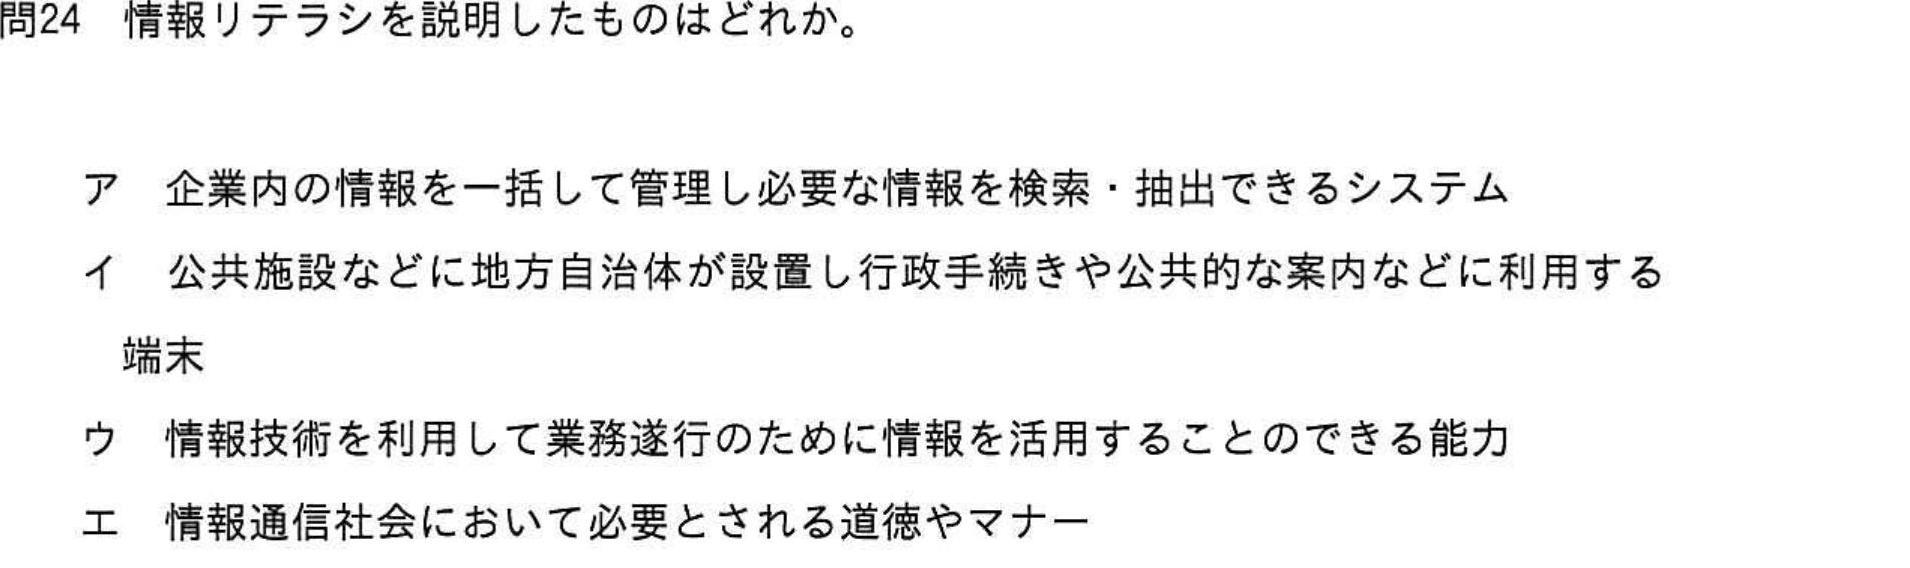 問24　情報リテラシを説明したものはどれか。
ア　企業内の情報を一括して管理し必要な情報を検索・抽出できるシステム
イ　公共施設などに地方自治体が設置し行政手続きや公共的な案内などに利用する
端末
ウ　情報技術を利用して業務遂行のために情報を活用することのできる能力
エ　情報通信社会において必要とされる道徳やマナー